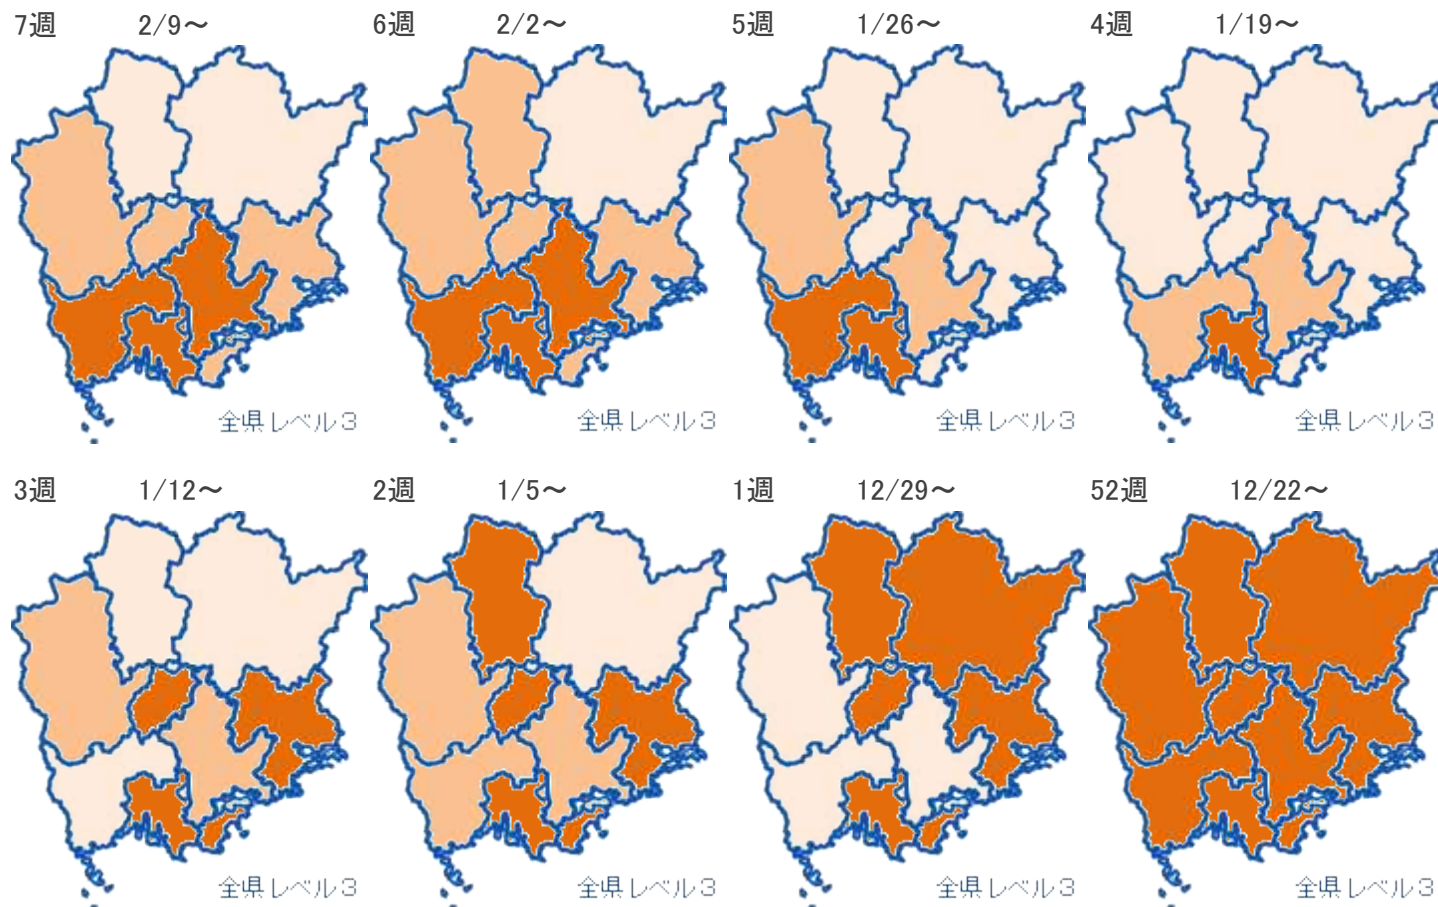 7週 2/9～
6週 2/2～
5週 1/26～
4週 1/19～
全県レベル３
全県レベル３
全県レベル３
全県レベル３
3週 1/12～
2週 1/5～
1週 12/29～
52週 12/22～
全県レベル３
全県レベル３
全県レベル３
全県レベル３